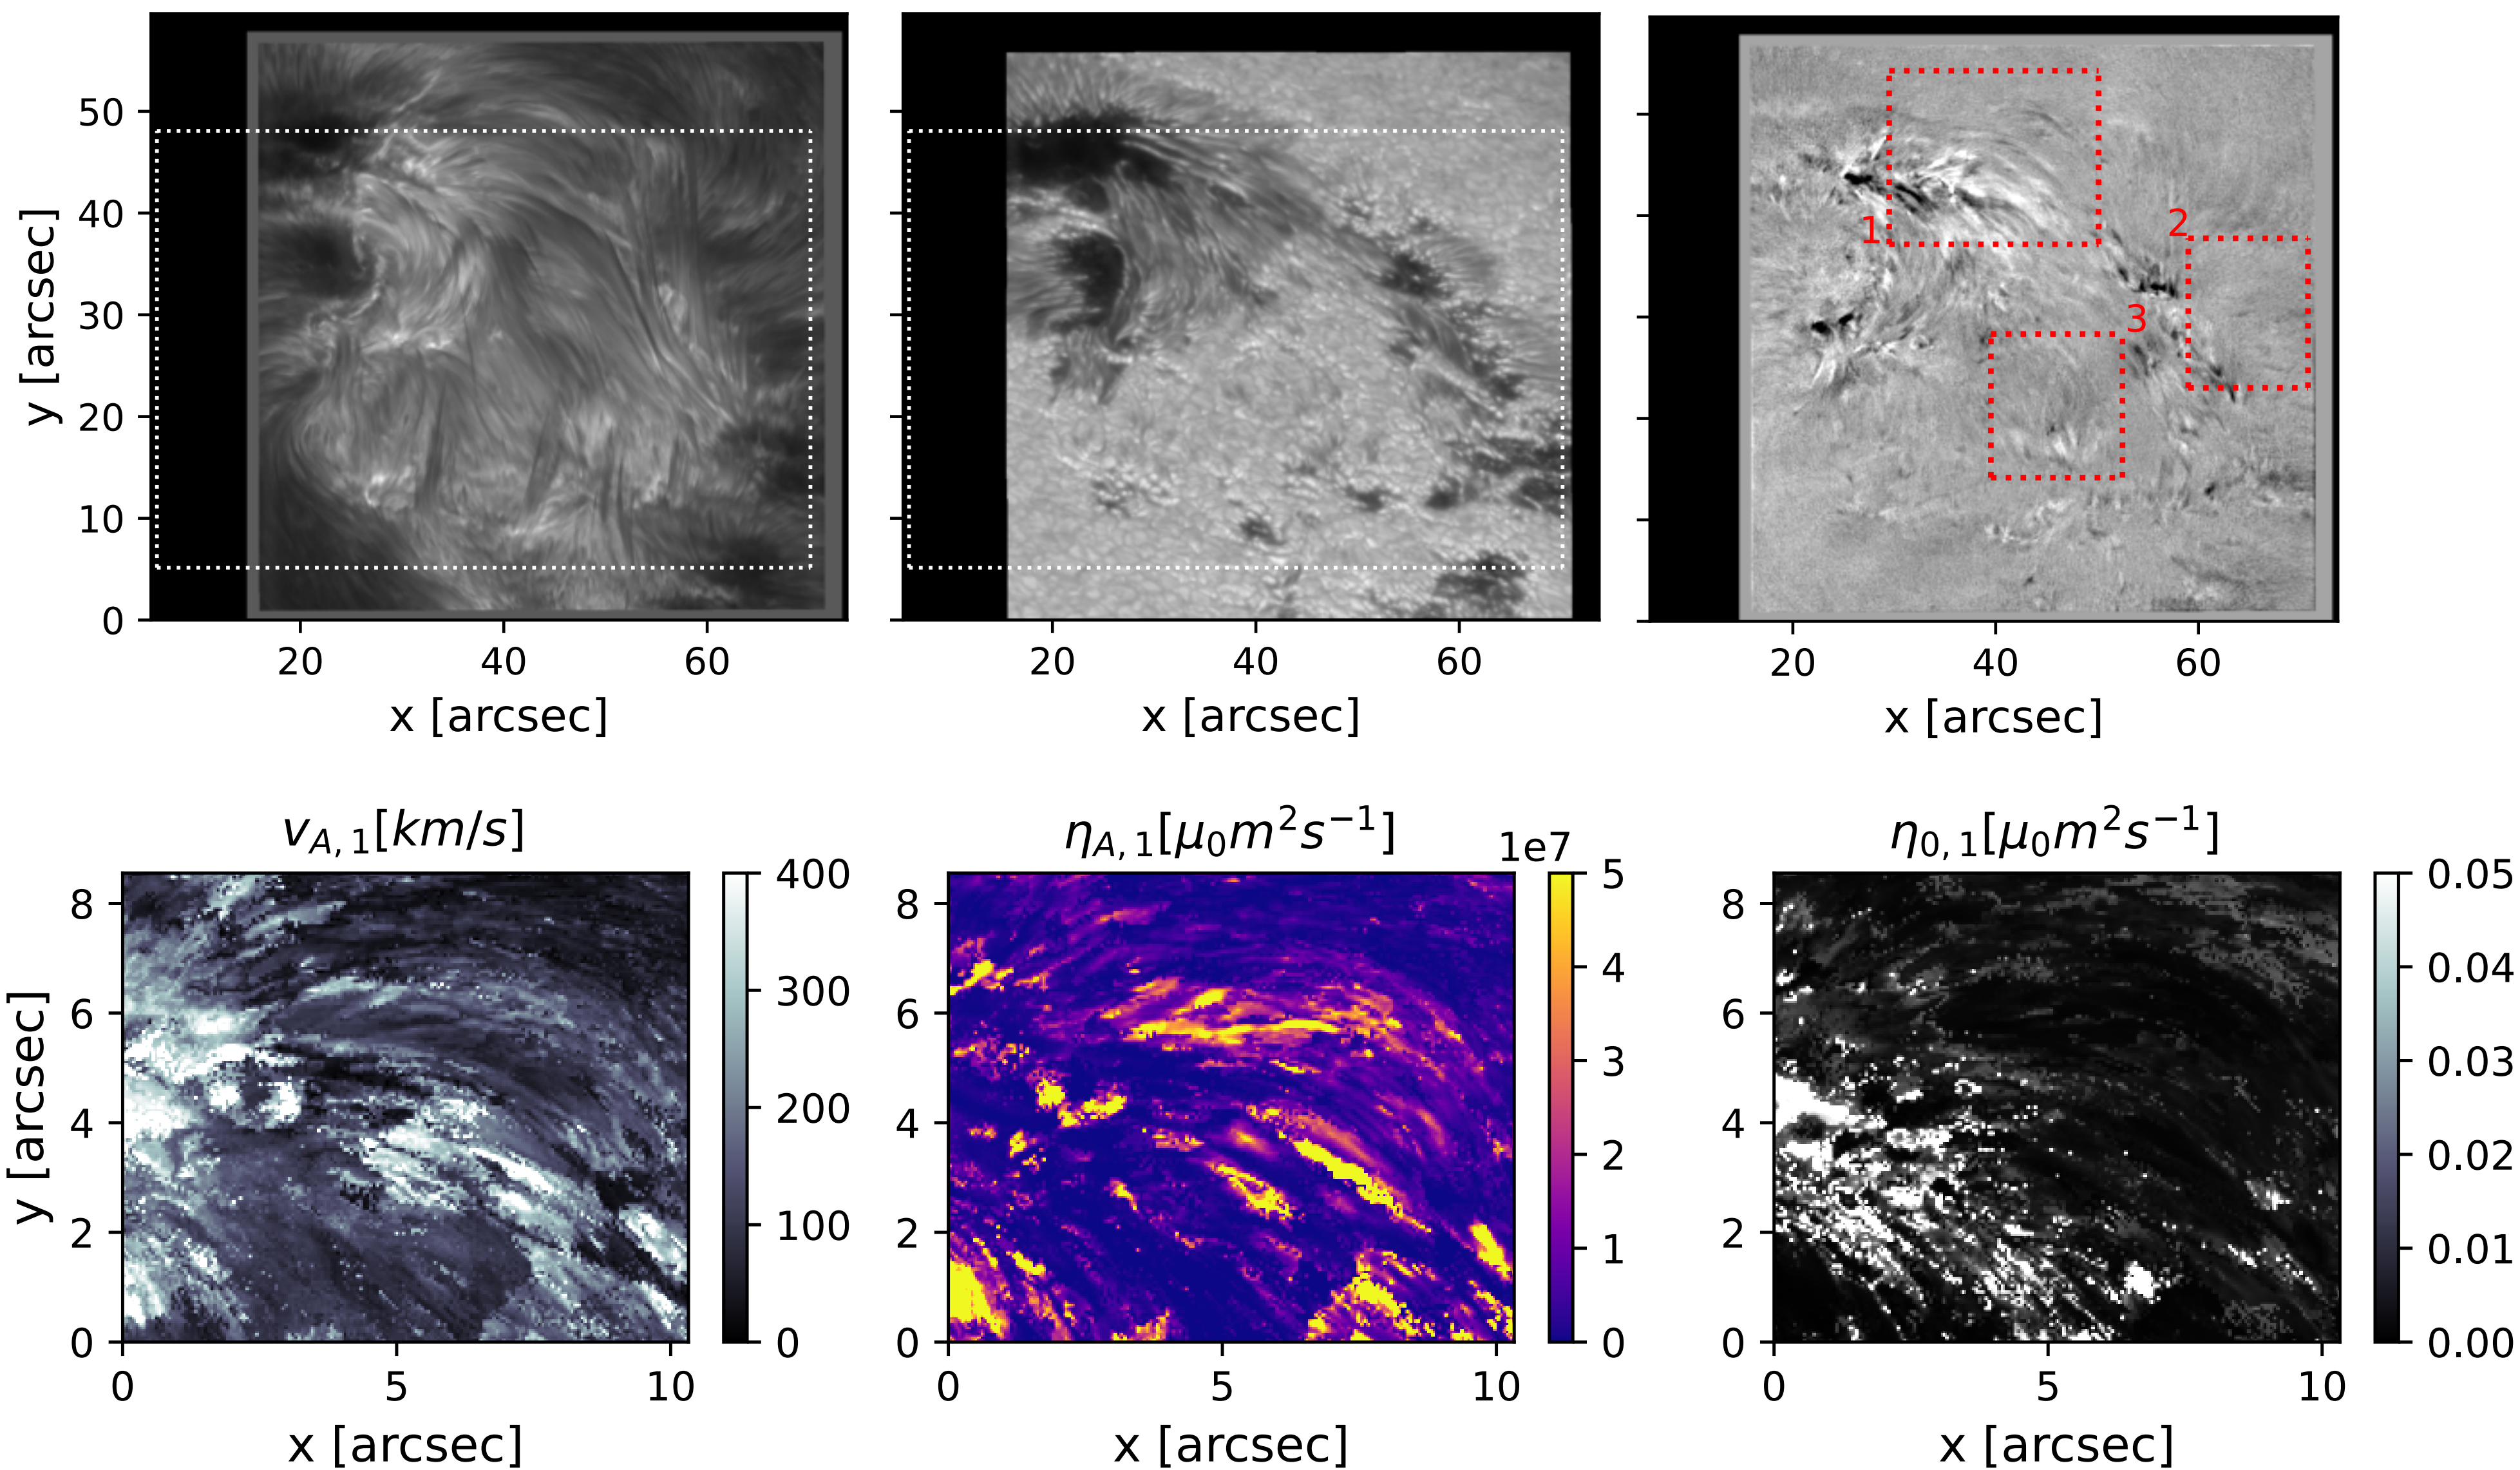 50
40
30
20
10
0
y [arcsec]
20 40 60
x [arcsec]
20 40 60
x [arcsec]
1
2
3
20 40 60
x [arcsec]
v_{A,1}[km/s]
8
6
4
2
0
y [arcsec]
0 5 10
x [arcsec]
400
300
200
100
0
η_{A,1}[μ_0m^2s^{-1}]
1e7
8
6
4
2
0
0 5 10
x [arcsec]
5
4
3
2
1
0
η_{0,1}[μ_0m^2s^{-1}]
8
6
4
2
0
0 5 10
x [arcsec]
0.05
0.04
0.03
0.02
0.01
0.00